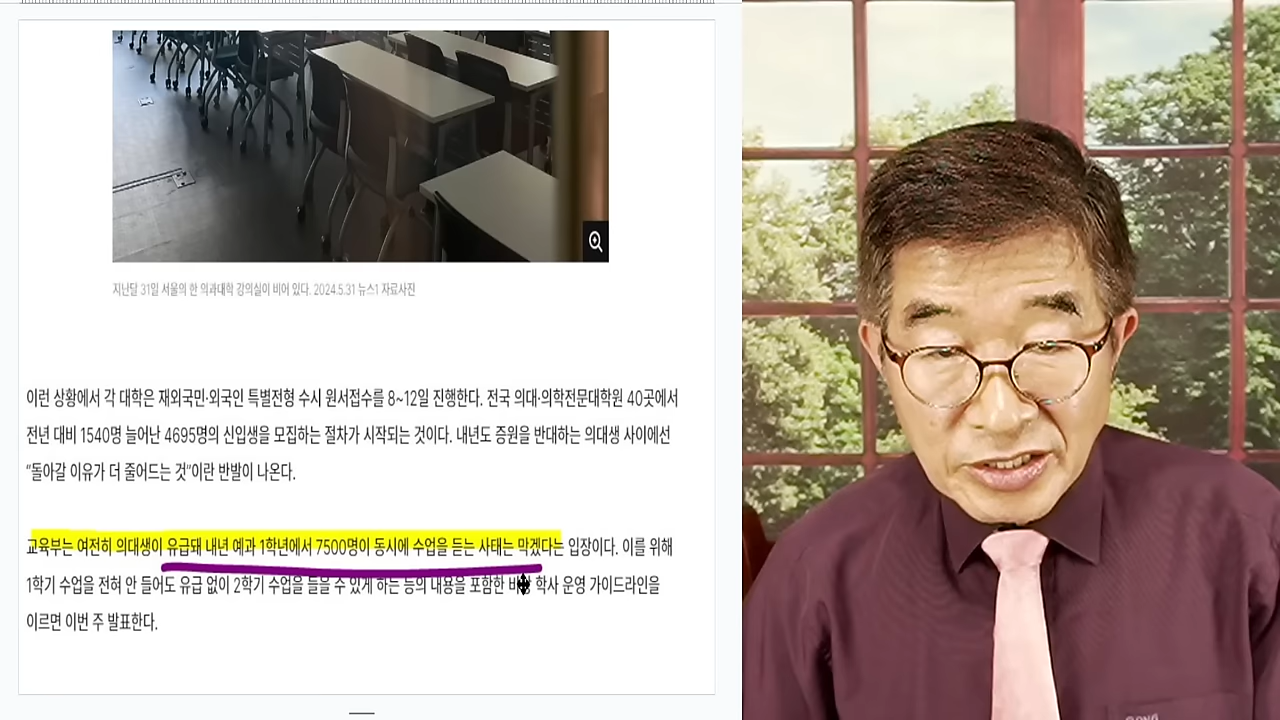 지난달 31일 서울의 한 의과대학 강의실이 비어 있다. 2024.5.31 뉴스1 자료사진
이런 상황에서 각 대학은 재외국민·외국인 특별전형 수시 원서접수를 8~12일 진행한다. 전국 의대·의학전문대학원 40곳에서
전년 대비 1540명 늘어난 4695명의 신입생을 모집하는 절차가 시작되는 것이다. 내년도 증원을 반대하는 의대생 사이에선
"돌아갈 이유가 더 줄어드는 것"이란 반발이 나온다.
교육부는 여전히 의대생이 유급돼 내년 예과 1학년에서 7500명이 동시에 수업을 듣는 사태는 막겠다는 입장이다. 이를 위해
1학기 수업을 전혀 안 들어도 유급 없이 2학기 수업을 들을 수 있게 하는 등의 내용을 포함한 학사 운영 가이드라인을
이르면 이번 주 발표한다.